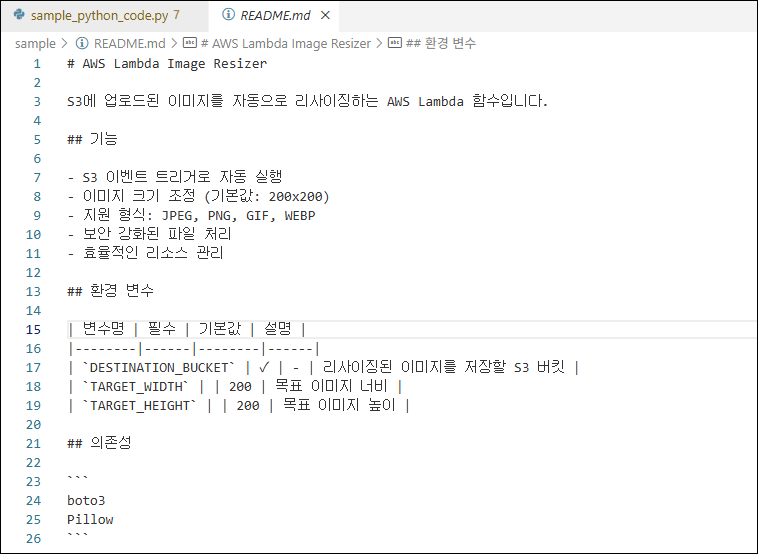 sample_python_code.py 7
README.md
sample > README.md > # AWS Lambda Image Resizer > ## 환경 변수
1 # AWS Lambda Image Resizer
2
3 S3에 업로드된 이미지를 자동으로 리사이징하는 AWS Lambda 함수입니다.
4
5 ## 기능
6
7 - S3 이벤트 트리거로 자동 실행
8 - 이미지 크기 조정 (기본값: 200x200)
9 - 지원 형식: JPEG, PNG, GIF, WEBP
10 - 보안 강화된 파일 처리
11 - 효율적인 리소스 관리
12
13 ## 환경 변수
14
15 | 변수명 | 필수 | 기본값 | 설명 |
16 |--------|------|--------|------|
17 | `DESTINATION_BUCKET` | ✓ | - | 리사이징된 이미지를 저장할 S3 버킷 |
18 | `TARGET_WIDTH` | | 200 | 목표 이미지 너비 |
19 | `TARGET_HEIGHT` | | 200 | 목표 이미지 높이 |
20
21 ## 의존성
22
23 ```
24 boto3
25 Pillow
26 ```